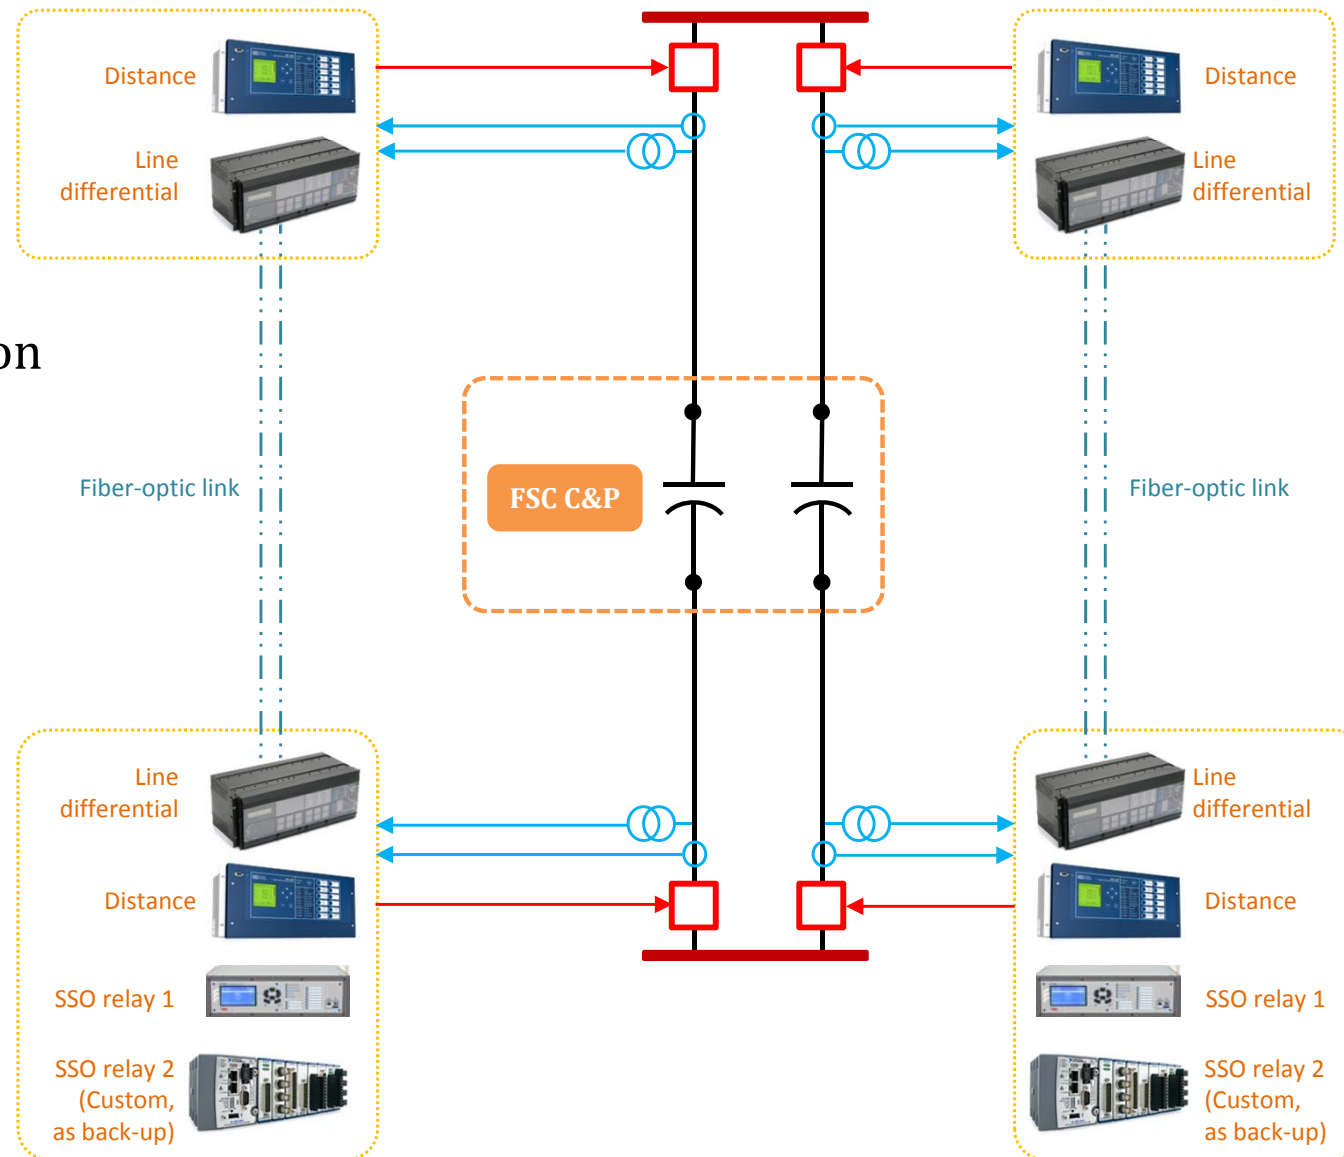 Distance
Line
differential
Distance
Line
differential
on
Fiber-optic link
FSC C&P
Fiber-optic link
Line
differential
Distance
SSO relay 1
SSO relay 2
(Custom,
as back-up)
Line
differential
Distance
SSO relay 1
SSO relay 2
(Custom,
as back-up)